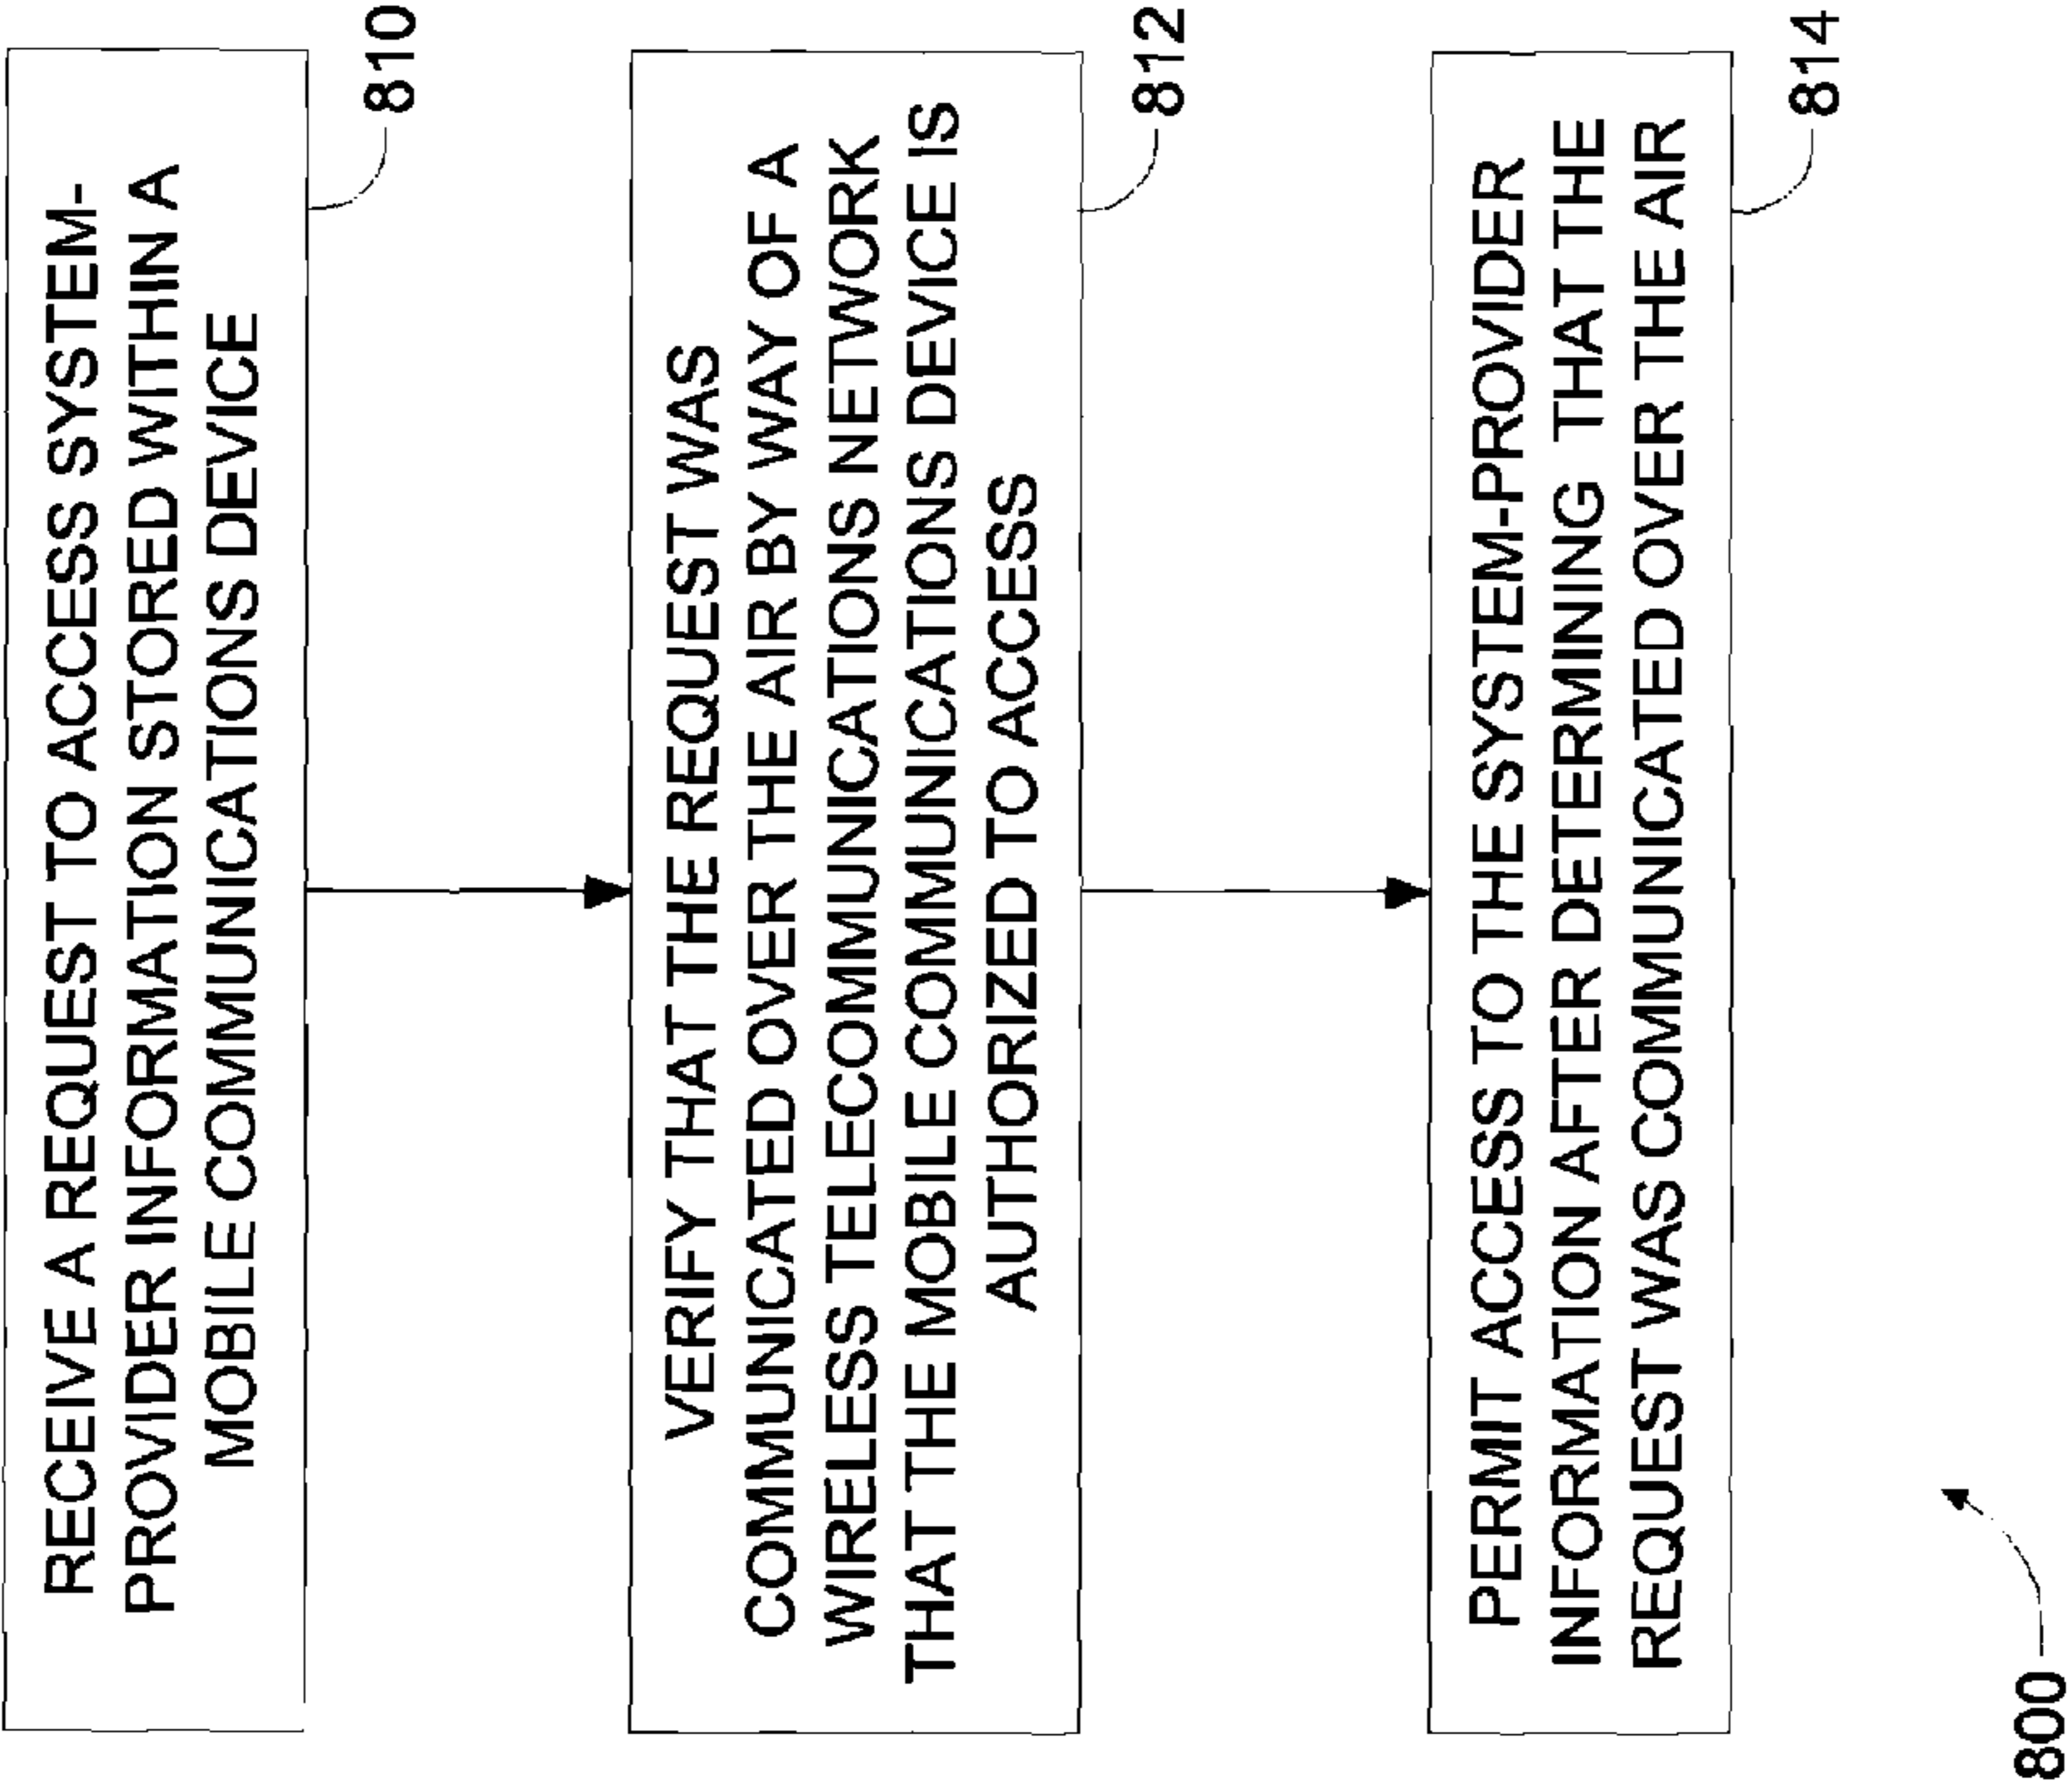 RECEIVE A REQUEST TO ACCESS SYSTEM-
PROVIDER INFORMATION STORED WITHIN A
MOBILE COMMUNICATIONS DEVICE
810
VERIFY THAT THE REQUEST WAS
COMMUNICATED OVER THE AIR BY WAY OF A
WIRELESS TELECOMMUNICATIONS NETWORK
THAT THE MOBILE COMMUNICATIONS DEVICE IS
AUTHORIZED TO ACCESS
812
PERMIT ACCESS TO THE SYSTEM-PROVIDER
INFORMATION AFTER DETERMINING THAT THE
REQUEST WAS COMMUNICATED OVER THE AIR
814
800